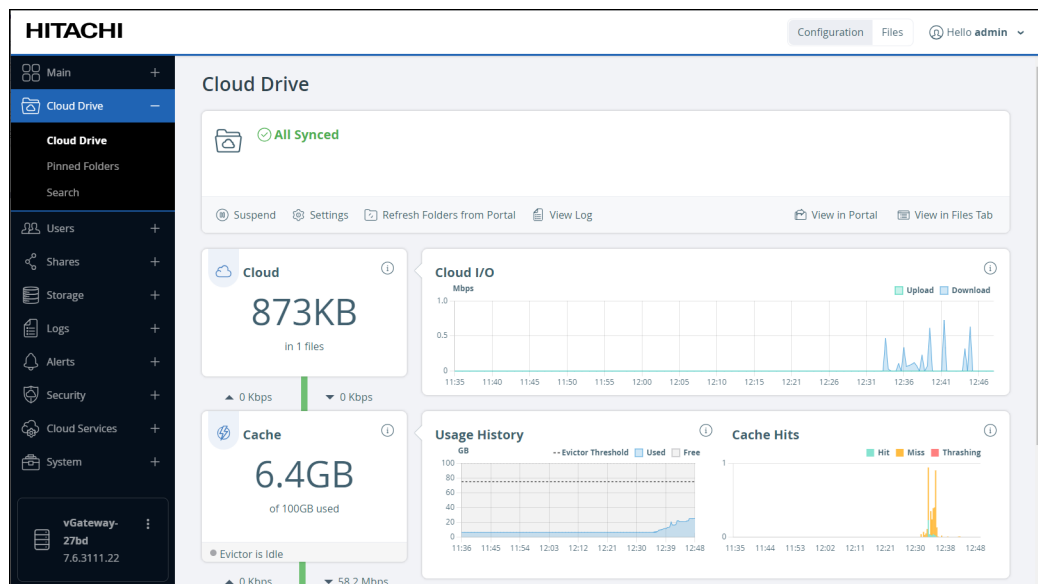 HITACHI
Configuration
Files
Hello admin
Main
Cloud Drive
Cloud Drive
Pinned Folders
Search
Users
Shares
Storage
Logs
Alerts
Security
Cloud Services
System
vGateway-
27bd
7.6.3111.22
Cloud Drive
All Synced
Suspend
Settings
Refresh Folders from Portal
View Log
View in Portal
View in Files Tab
Cloud
873KB
in 1 files
0 Kbps
0 Kbps
Cloud I/O
Mbps
Upload
Download
1.0
0.5
0
11:35 11:40 11:45 11:50 11:55 12:00 12:05 12:10 12:15 12:21 12:26 12:31 12:36 12:41 12:46
Cache
6.4GB
of 100GB used
Evictor is Idle
0 Kbps
58.2 Mbps
Usage History
GB
Evictor Threshold Used Free
100
80
60
40
20
0
11:36 11:45 11:54 12:03 12:12 12:21 12:30 12:39 12:48
Cache Hits
Hit Miss Thrashing
1
0
11:35 11:44 11:53 12:02 12:11 12:21 12:30 12:38 12:48